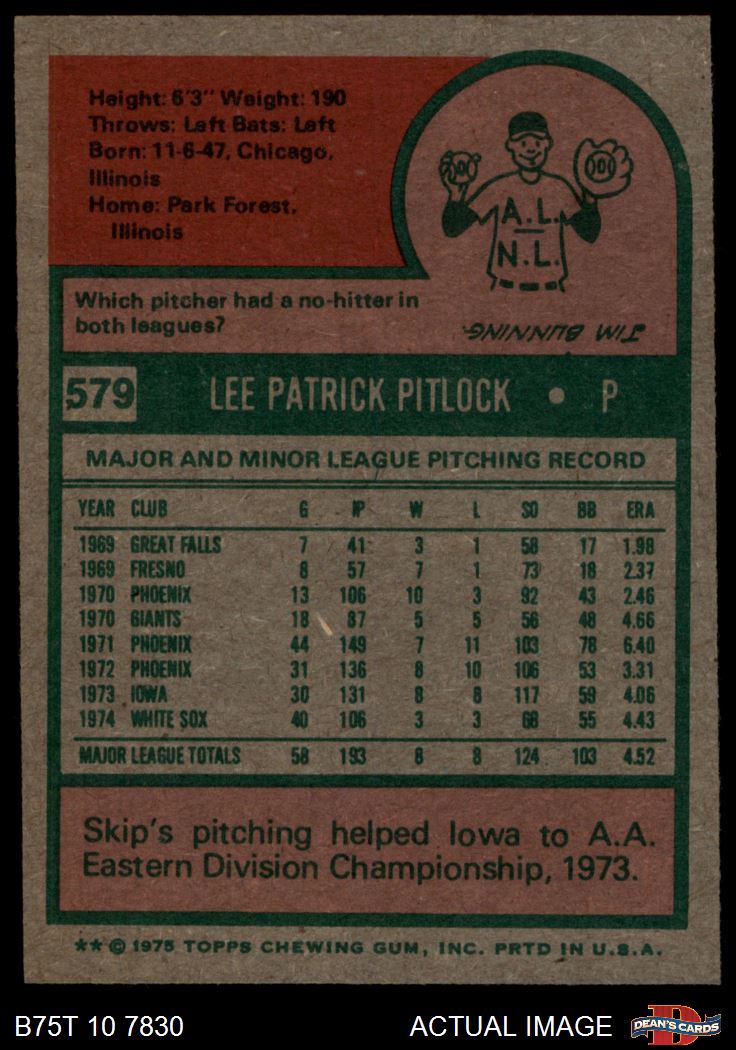 Height: 6'3" Weight: 190
Throws: Left Bats: Left
Born: 11-6-47, Chicago,
Illinois
Home: Park Forest,
Illinois
A.L.
N.L.
Which pitcher had a no-hitter in
both leagues?
JIM BUNNING
579 LEE PATRICK PITLOCK • P
MAJOR AND MINOR LEAGUE PITCHING RECORD
YEAR CLUB G IP W L SO BB ERA
1969 GREAT FALLS 7 41 3 1 58 17 1.98
1969 FRESNO 8 57 7 1 73 18 2.37
1970 PHOENIX 13 106 10 3 92 43 2.46
1970 GIANTS 18 87 5 5 56 48 4.66
1971 PHOENIX 44 149 7 11 103 78 6.40
1972 PHOENIX 31 136 8 10 106 53 3.31
1973 IOWA 30 131 8 8 117 59 4.06
1974 WHITE SOX 40 106 3 3 68 55 4.43
MAJOR LEAGUE TOTALS 58 193 8 8 124 103 4.52
Skip's pitching helped Iowa to A.A.
Eastern Division Championship, 1973.
**© 1975 TOPPS CHEWING GUM, INC. PRTD IN U.S.A.
B75T 10 7830 ACTUAL IMAGE DEAN'S CARDS